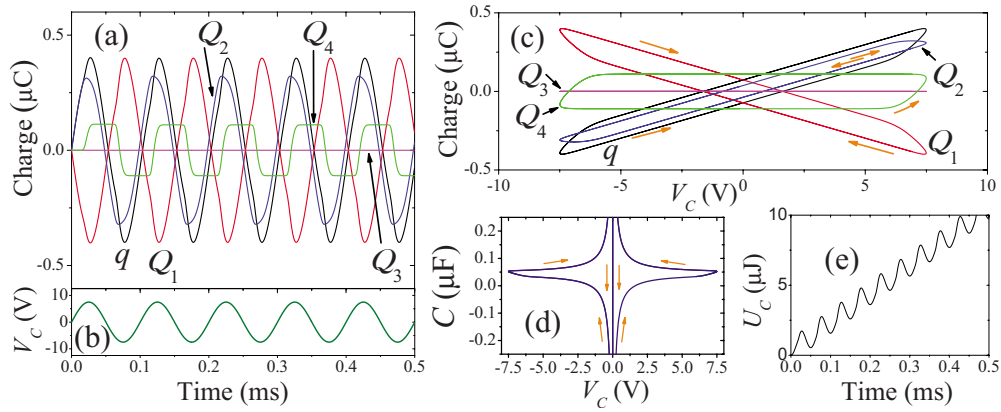 (a)
Q2
Q4
Charge (µC)
0.5
0.0
-0.5
q
Q1
Q3
(b)
V_C (V)
10
0
-10
0.0 0.1 0.2 0.3 0.4 0.5
Time (ms)
(c)
Charge (µC)
0.5
0.0
-0.5
Q3
Q4
Q2
q
Q1
-10 -5 0 5 10
V_C (V)
(d)
C (µF)
0.2
0.1
0.0
-0.1
-0.2
-7.5 -5.0 -2.5 0.0 2.5 5.0 7.5
V_C (V)
(e)
U_C (µJ)
10
5
0
0.0 0.1 0.2 0.3 0.4 0.5
Time (ms)